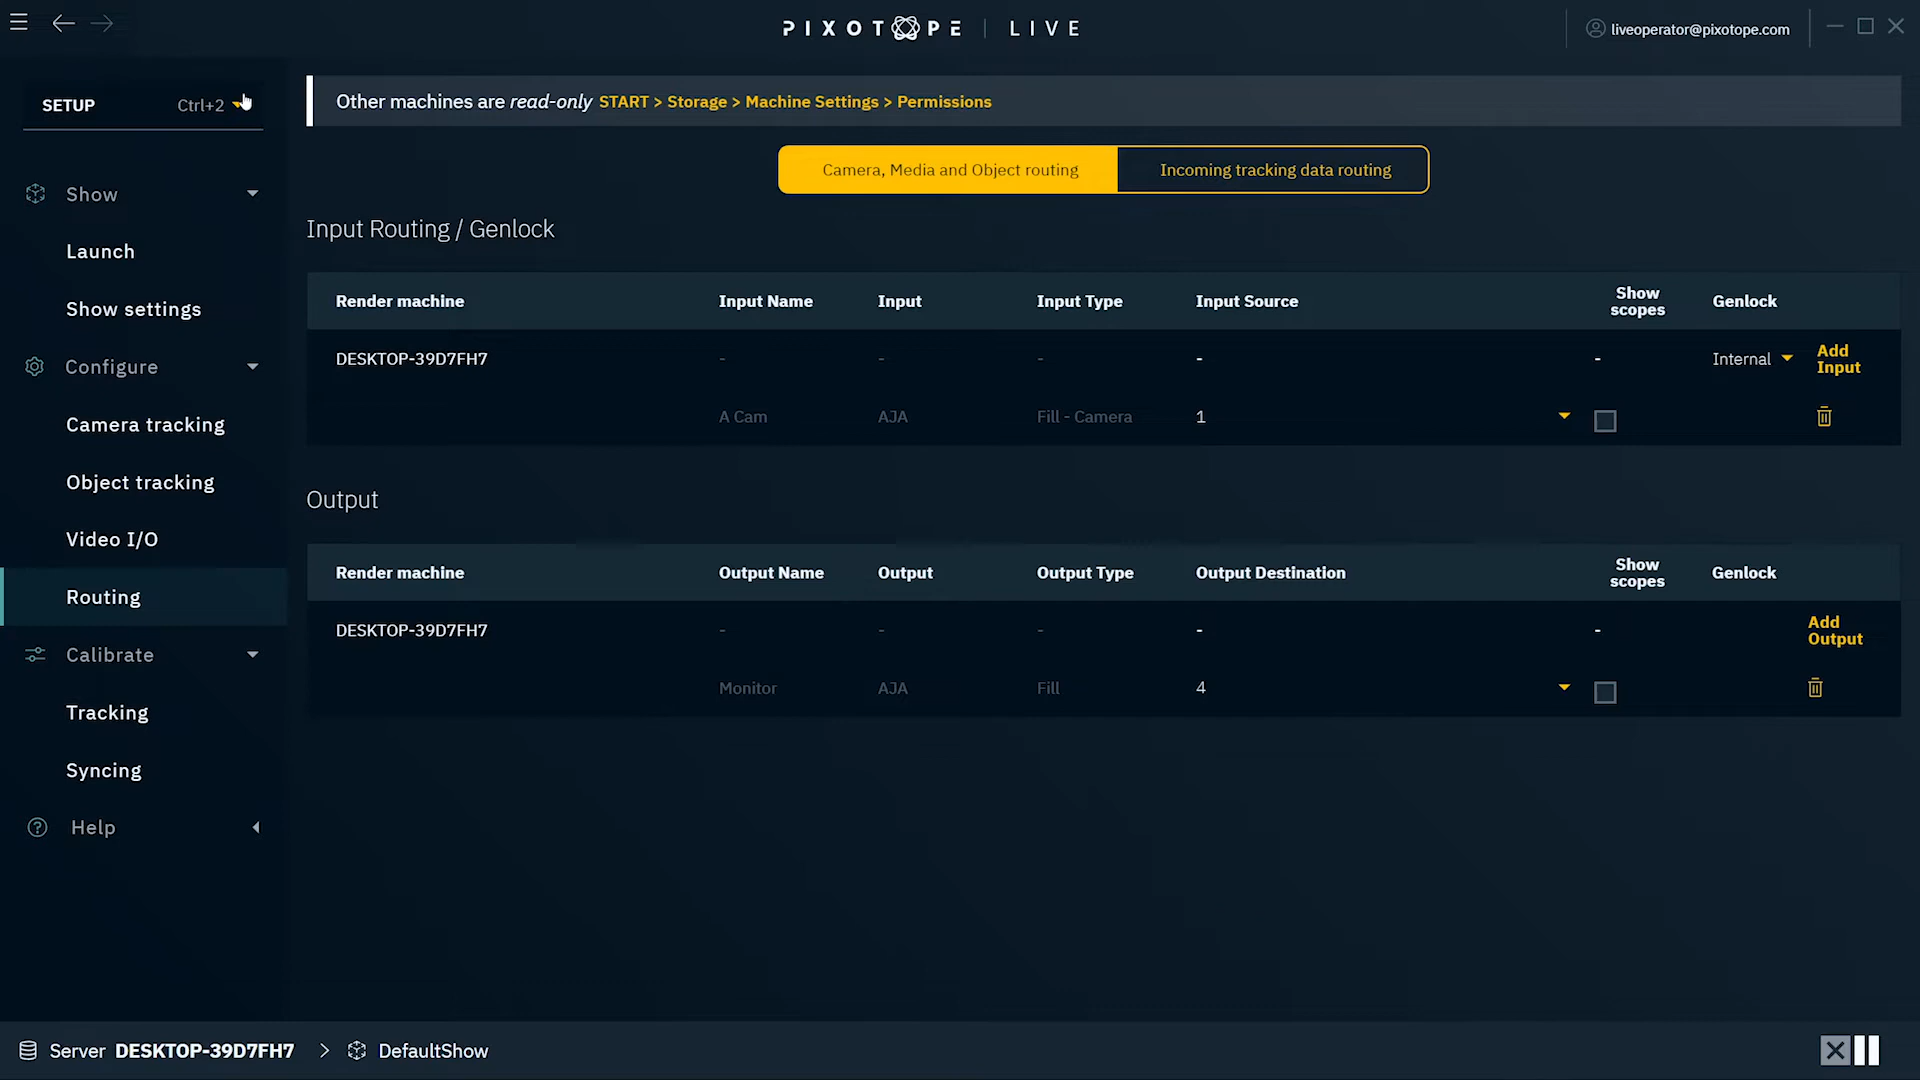 PIXOTOPE | LIVE
liveoperator@pixotope.com
SETUP Ctrl+2
Other machines are read-only START > Storage > Machine Settings > Permissions
Camera, Media and Object routing
Incoming tracking data routing
Show
Launch
Show settings
Configure
Camera tracking
Object tracking
Video I/O
Routing
Calibrate
Tracking
Syncing
Help
Input Routing / Genlock
Render machine Input Name Input Input Type Input Source Show scopes Genlock
DESKTOP-39D7FH7 - - - - - Internal Add Input
A Cam AJA Fill - Camera 1
Output
Render machine Output Name Output Output Type Output Destination Show scopes Genlock
DESKTOP-39D7FH7 - - - - - Add Output
Monitor AJA Fill 4
Server DESKTOP-39D7FH7 > DefaultShow